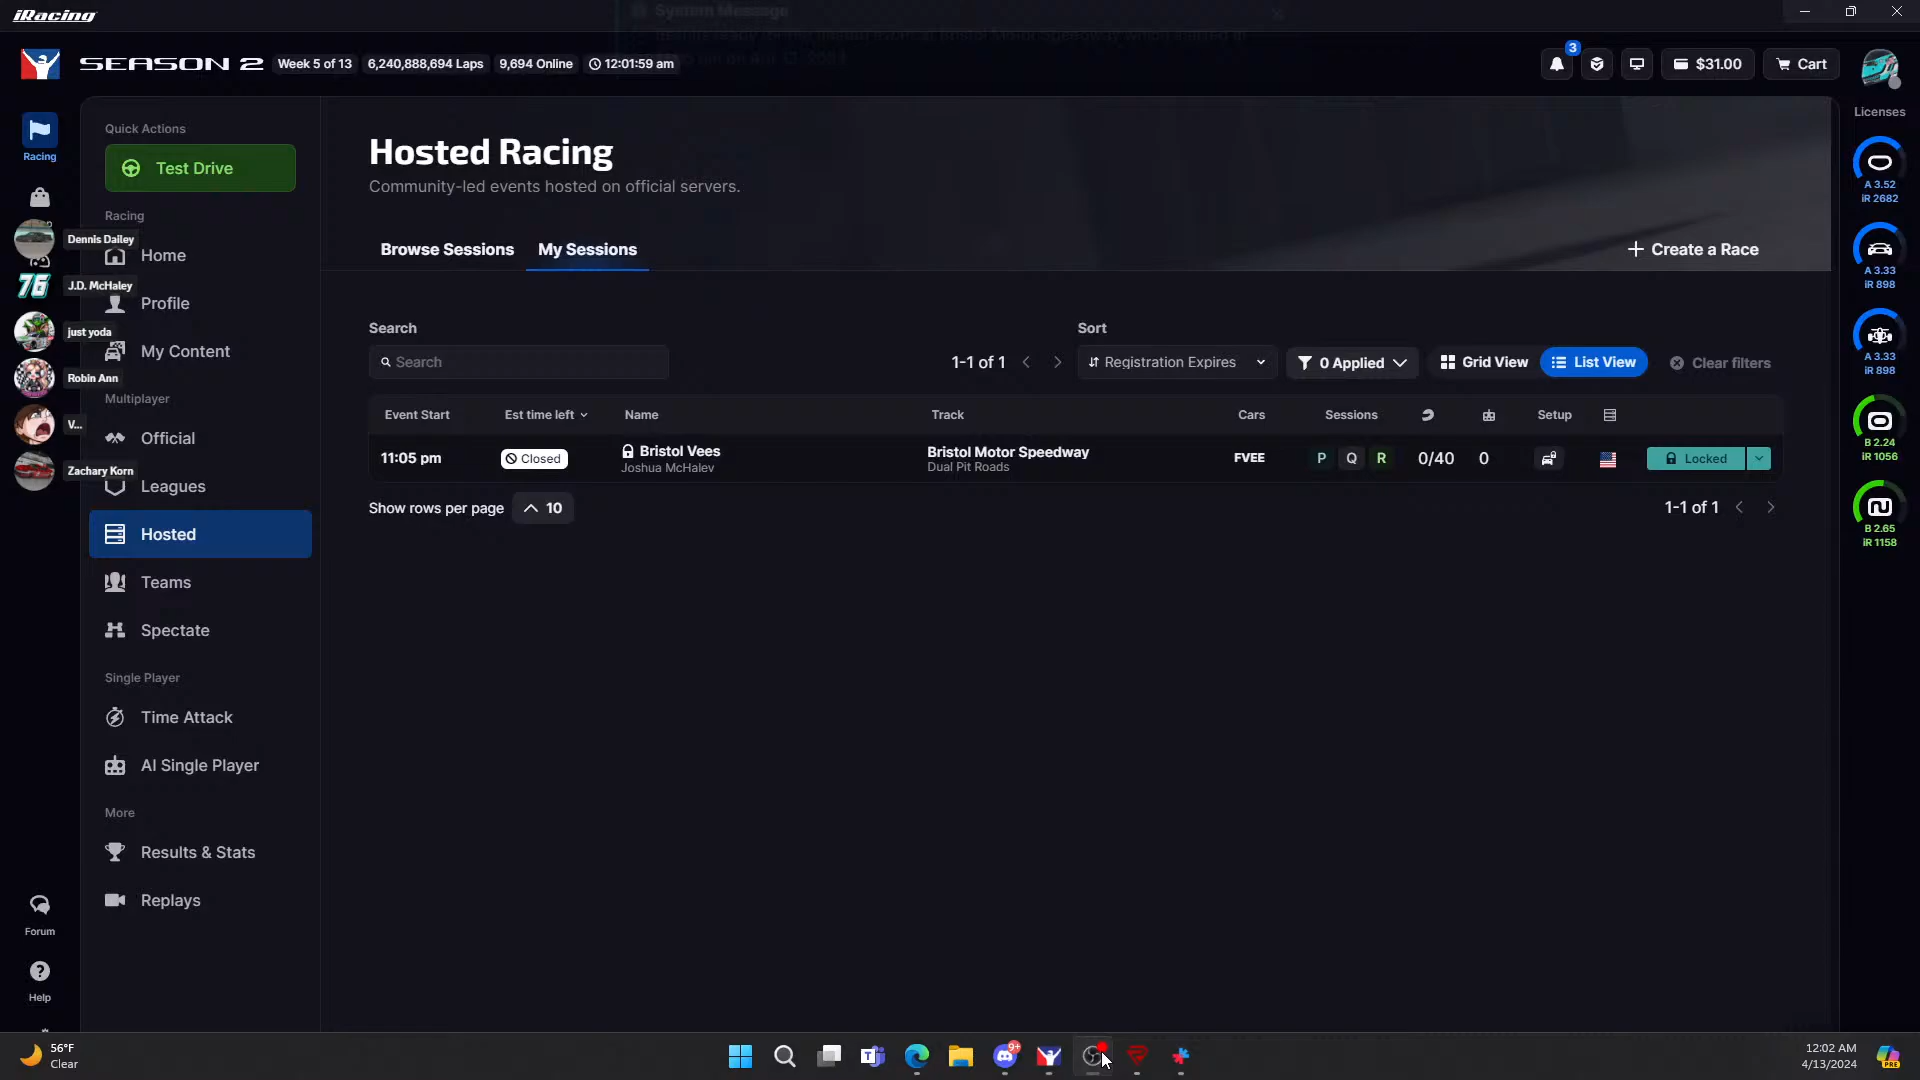 iRacing
System Message
SEASON 2
Week 5 of 13
6,240,888,694 Laps
9,694 Online
12:01:59 am
3
$31.00
Cart
Licenses
A 3.52
iR 2682
A 3.33
iR 898
A 3.33
iR 898
B 2.24
iR 1056
B 2.65
iR 1158
Racing
Forum
Help
Dennis Dailey
76
J.D. McHaley
just yoda
Robin Ann
V...
Zachary Korn
Quick Actions
Test Drive
Racing
Home
Profile
My Content
Multiplayer
Official
Leagues
Hosted
Teams
Spectate
Single Player
Time Attack
AI Single Player
More
Results & Stats
Replays
Hosted Racing
Community-led events hosted on official servers.
Browse Sessions
My Sessions
Create a Race
Search
Search
1-1 of 1
Sort
Registration Expires
0 Applied
Grid View
List View
Clear filters
Event Start
Est time left
Name
Track
Cars
Sessions
Setup
11:05 pm
Closed
Bristol Vees
Joshua McHaley
Bristol Motor Speedway
Dual Pit Roads
FVEE
P
Q
R
0/40
0
Locked
Show rows per page
10
1-1 of 1
56°F
Clear
9+
12:02 AM
4/13/2024
PRE